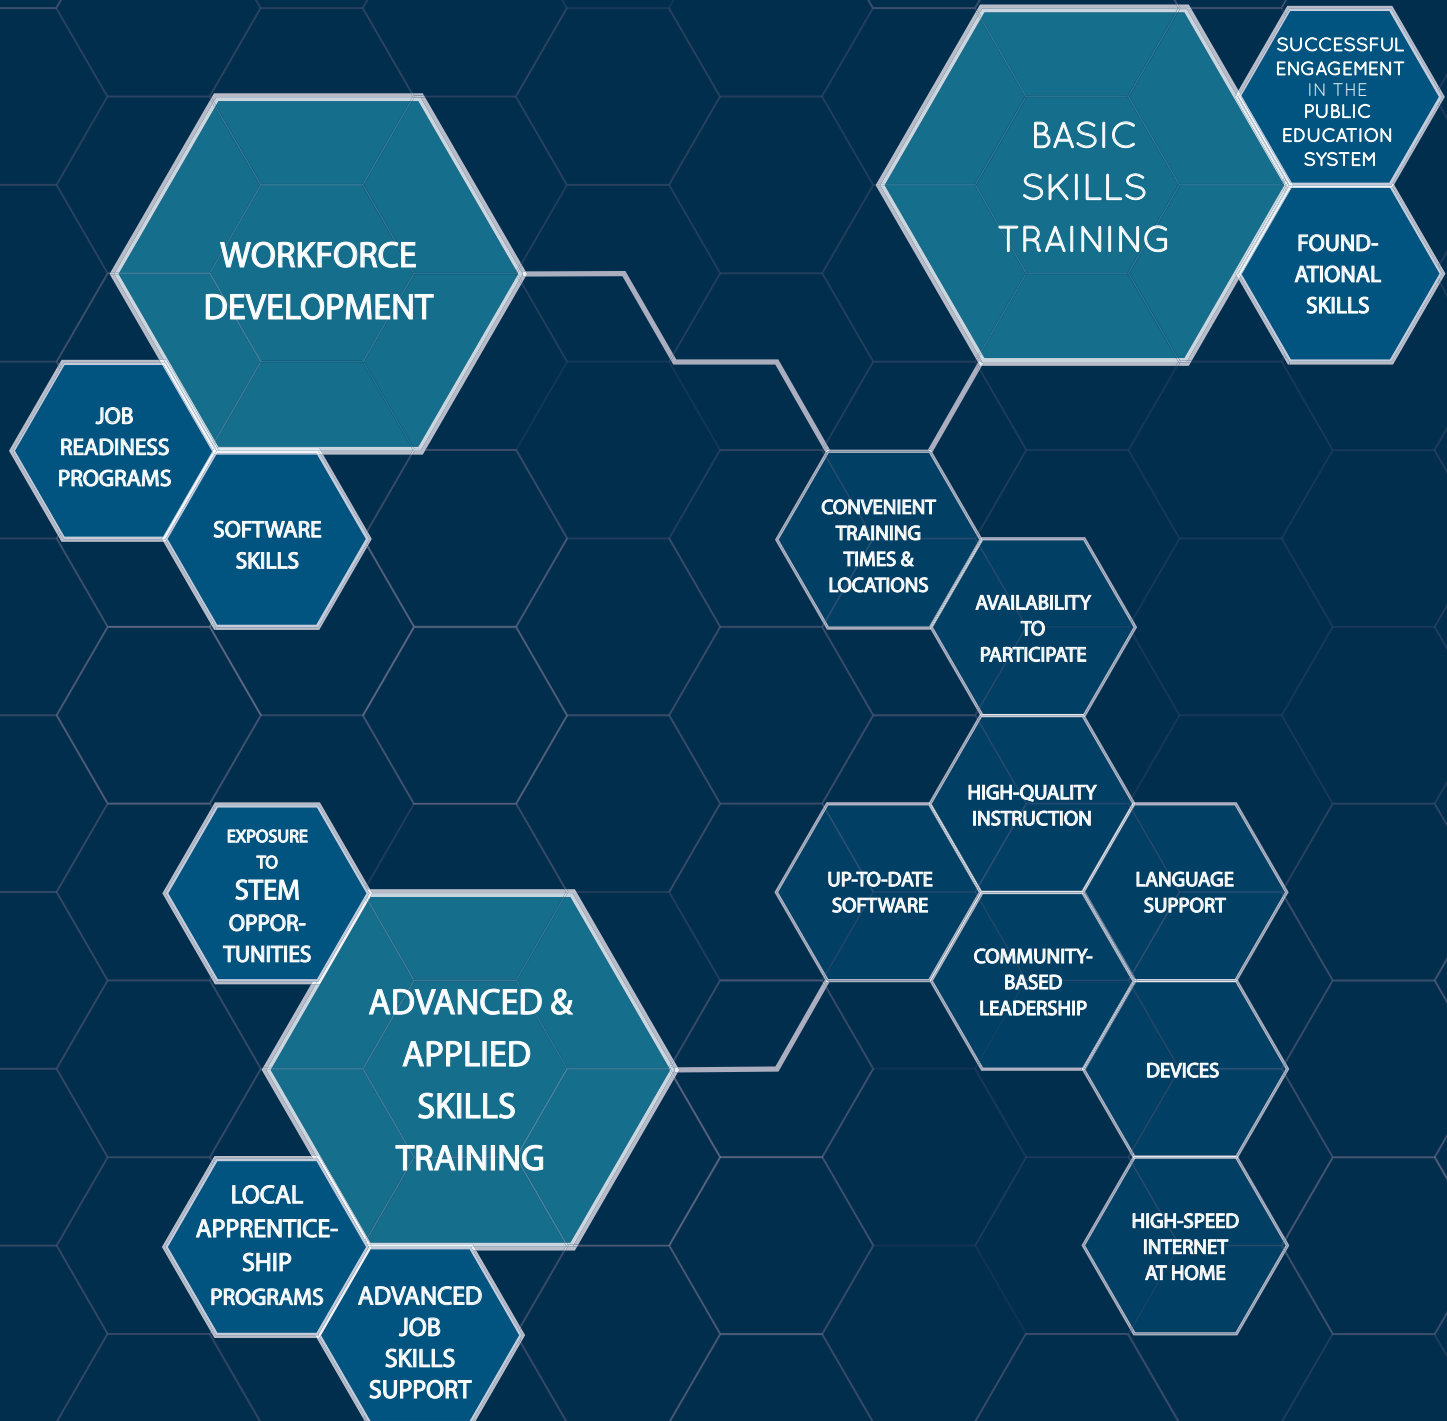 SUCCESSFUL
ENGAGEMENT
IN THE
PUBLIC
EDUCATION
SYSTEM
BASIC
SKILLS
TRAINING
FOUND-
ATIONAL
SKILLS
WORKFORCE
DEVELOPMENT
JOB
READINESS
PROGRAMS
SOFTWARE
SKILLS
CONVENIENT
TRAINING
TIMES &
LOCATIONS
AVAILABILITY
TO
PARTICIPATE
HIGH-QUALITY
INSTRUCTION
UP-TO-DATE
SOFTWARE
LANGUAGE
SUPPORT
COMMUNITY-
BASED
LEADERSHIP
DEVICES
HIGH-SPEED
INTERNET
AT HOME
EXPOSURE
TO
STEM
OPPOR-
TUNITIES
ADVANCED &
APPLIED
SKILLS
TRAINING
LOCAL
APPRENTICE-
SHIP
PROGRAMS
ADVANCED
JOB
SKILLS
SUPPORT